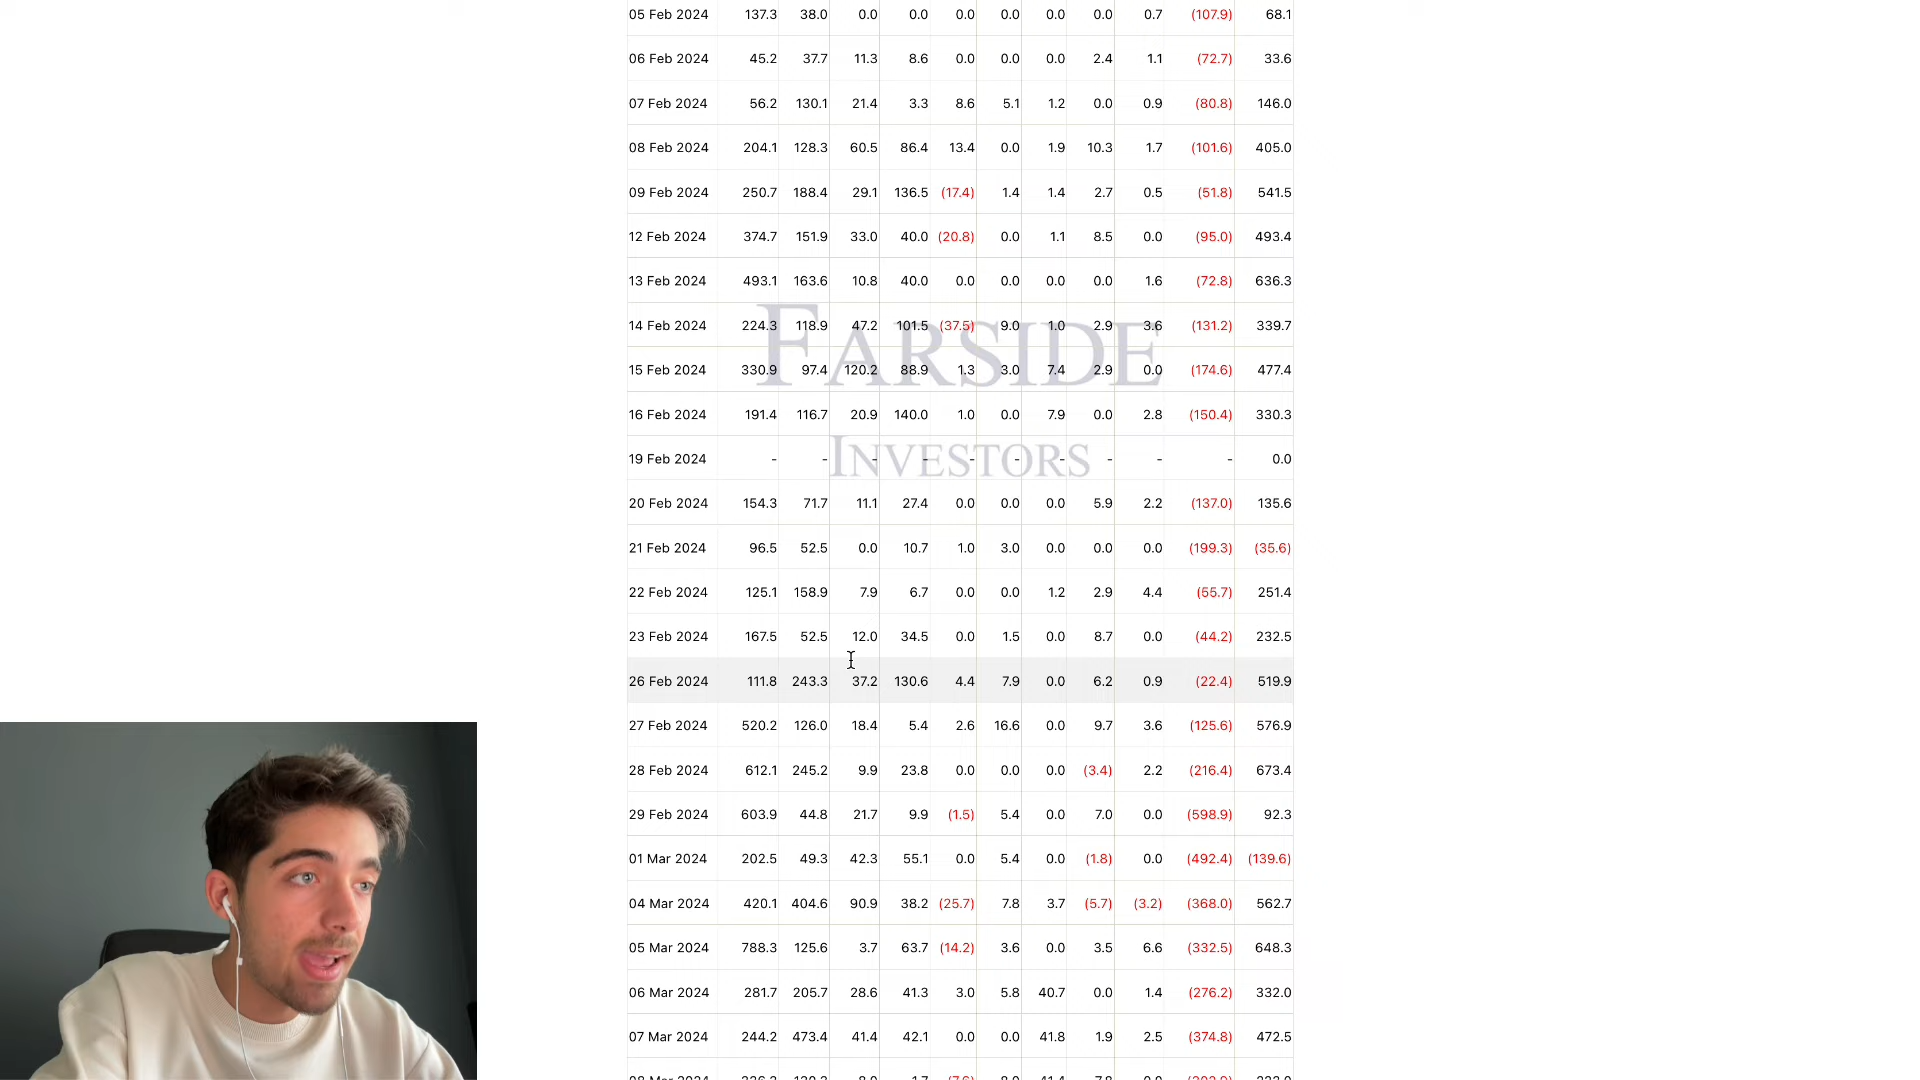 05 Feb 2024 137.3 38.0 0.0 0.0 0.0 0.0 0.0 0.0 0.7 (107.9) 68.1
06 Feb 2024 45.2 37.7 11.3 8.6 0.0 0.0 0.0 2.4 1.1 (72.7) 33.6
07 Feb 2024 56.2 130.1 21.4 3.3 8.6 5.1 1.2 0.0 0.9 (80.8) 146.0
08 Feb 2024 204.1 128.3 60.5 86.4 13.4 0.0 1.9 10.3 1.7 (101.6) 405.0
09 Feb 2024 250.7 188.4 29.1 136.5 (17.4) 1.4 1.4 2.7 0.5 (51.8) 541.5
12 Feb 2024 374.7 151.9 33.0 40.0 (20.8) 0.0 1.1 8.5 0.0 (95.0) 493.4
13 Feb 2024 493.1 163.6 10.8 40.0 0.0 0.0 0.0 0.0 1.6 (72.8) 636.3
14 Feb 2024 224.3 118.9 47.2 101.5 (37.5) 9.0 1.0 2.9 3.6 (131.2) 339.7
FARSIDE
15 Feb 2024 330.9 97.4 120.2 88.9 1.3 3.0 7.4 2.9 0.0 (174.6) 477.4
16 Feb 2024 191.4 116.7 20.9 140.0 1.0 0.0 7.9 0.0 2.8 (150.4) 330.3
19 Feb 2024 - - - - - - - - - - 0.0
INVESTORS
20 Feb 2024 154.3 71.7 11.1 27.4 0.0 0.0 0.0 5.9 2.2 (137.0) 135.6
21 Feb 2024 96.5 52.5 0.0 10.7 1.0 3.0 0.0 0.0 0.0 (199.3) (35.6)
22 Feb 2024 125.1 158.9 7.9 6.7 0.0 0.0 1.2 2.9 4.4 (55.7) 251.4
23 Feb 2024 167.5 52.5 12.0 34.5 0.0 1.5 0.0 8.7 0.0 (44.2) 232.5
26 Feb 2024 111.8 243.3 37.2 130.6 4.4 7.9 0.0 6.2 0.9 (22.4) 519.9
27 Feb 2024 520.2 126.0 18.4 5.4 2.6 16.6 0.0 9.7 3.6 (125.6) 576.9
28 Feb 2024 612.1 245.2 9.9 23.8 0.0 0.0 0.0 (3.4) 2.2 (216.4) 673.4
29 Feb 2024 603.9 44.8 21.7 9.9 (1.5) 5.4 0.0 7.0 0.0 (598.9) 92.3
01 Mar 2024 202.5 49.3 42.3 55.1 0.0 5.4 0.0 (1.8) 0.0 (492.4) (139.6)
04 Mar 2024 420.1 404.6 90.9 38.2 (25.7) 7.8 3.7 (5.7) (3.2) (368.0) 562.7
05 Mar 2024 788.3 125.6 3.7 63.7 (14.2) 3.6 0.0 3.5 6.6 (332.5) 648.3
06 Mar 2024 281.7 205.7 28.6 41.3 3.0 5.8 40.7 0.0 1.4 (276.2) 332.0
07 Mar 2024 244.2 473.4 41.4 42.1 0.0 0.0 41.8 1.9 2.5 (374.8) 472.5